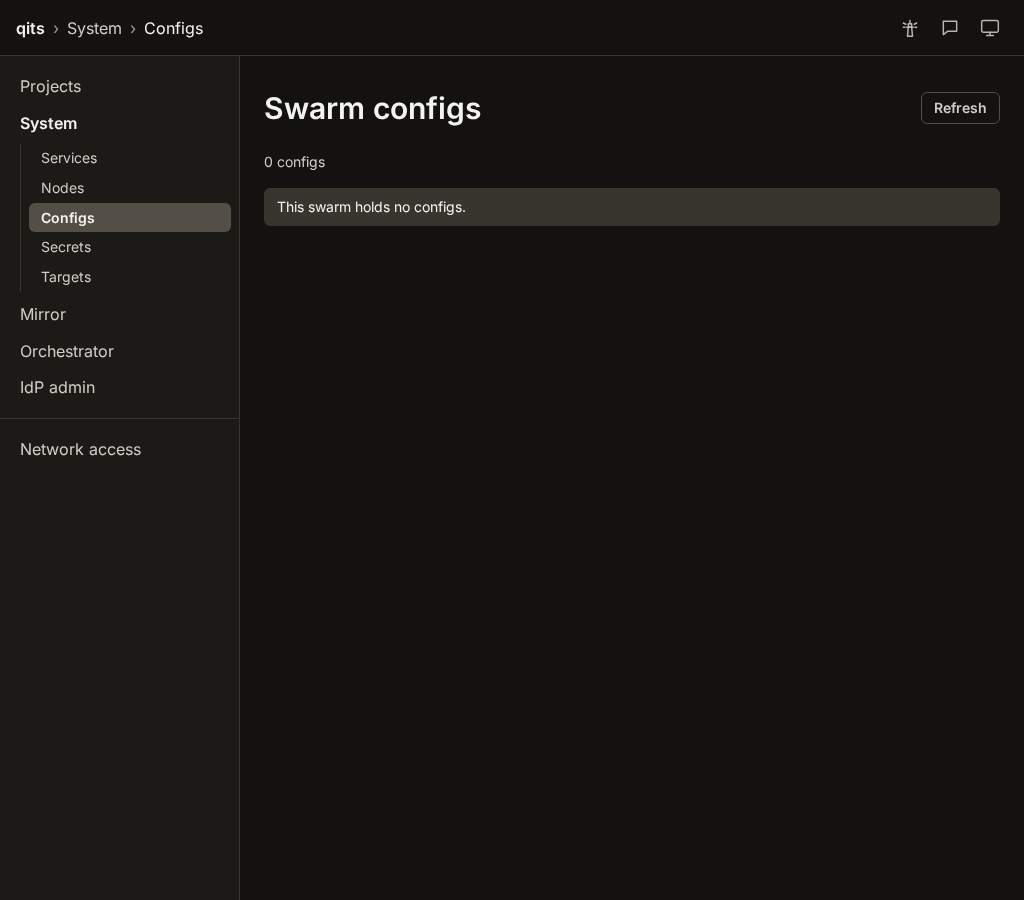 qits › System › Configs
Projects
System
Services
Nodes
Configs
Secrets
Targets
Mirror
Orchestrator
IdP admin
Network access
Swarm configs
Refresh
0 configs
This swarm holds no configs.